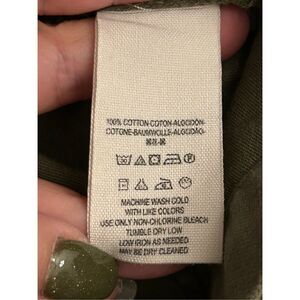 100% COTTON-COTON-ALGODÓN-
COTONE-BAUMWOLLE-ALGODÃO-
MACHINE WASH COLD
WITH LIKE COLORS
USE ONLY NON-CHLORINE BLEACH
TUMBLE DRY LOW
LOW IRON AS NEEDED
MAY BE DRY CLEANED